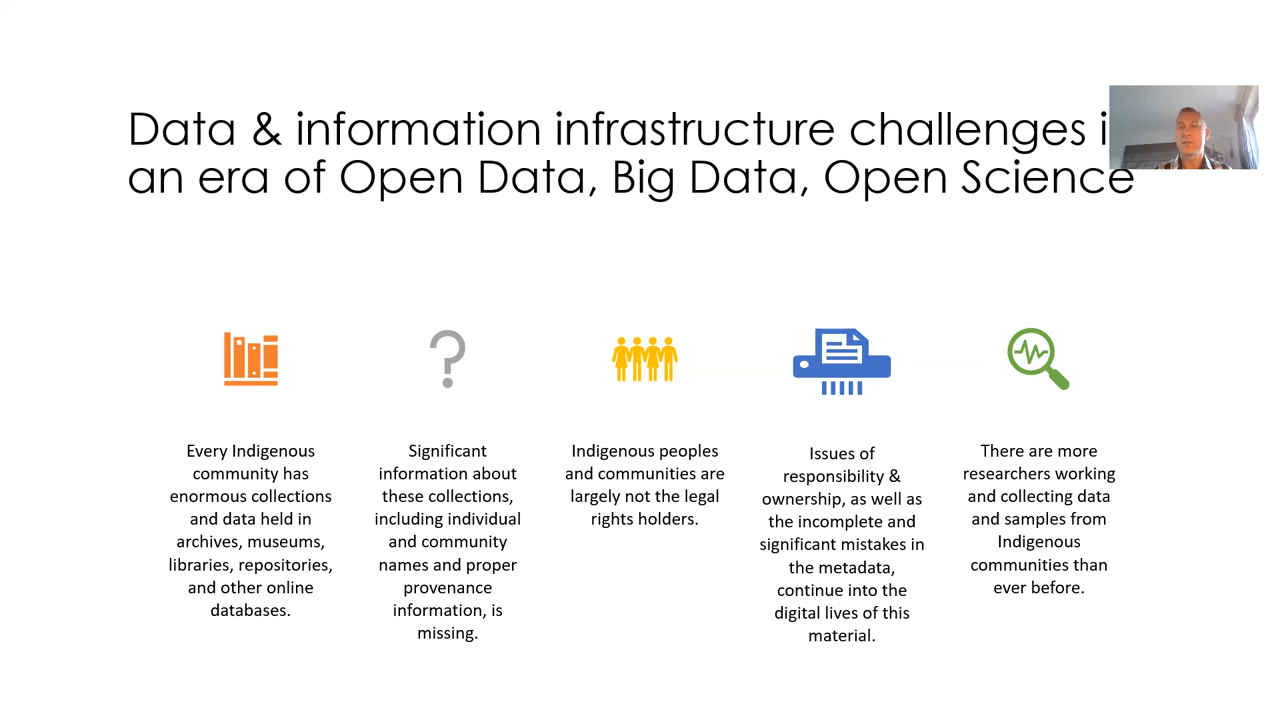 Data & information infrastructure challenges i
an era of Open Data, Big Data, Open Science
Every Indigenous
community has
enormous collections
and data held in
archives, museums,
libraries, repositories,
and other online
databases.
Significant
information about
these collections,
including individual
and community
names and proper
provenance
information, is
missing.
Indigenous peoples
and communities are
largely not the legal
rights holders.
Issues of
responsibility &
ownership, as well as
the incomplete and
significant mistakes in
the metadata,
continue into the
digital lives of this
material.
There are more
researchers working
and collecting data
and samples from
Indigenous
communities than
ever before.